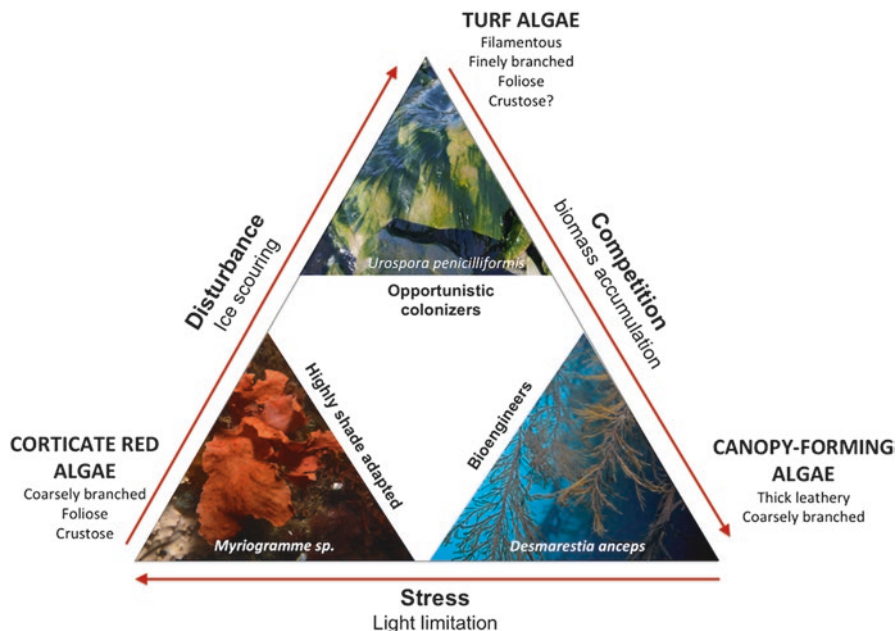 TURF ALGAE
Filamentous
Finely branched
Foliose
Crustose?
Disturbance
Ice scouring
Competition
biomass accumulation
Urospora penicilliformis
Opportunistic
colonizers
Highly shade adapted
Bioengineers
CORTICATE RED
ALGAE
Coarsely branched
Foliose
Crustose
CANOPY-FORMING
ALGAE
Thick leathery
Coarsely branched
Myriogramme sp.
Desmarestia anceps
Stress
Light limitation